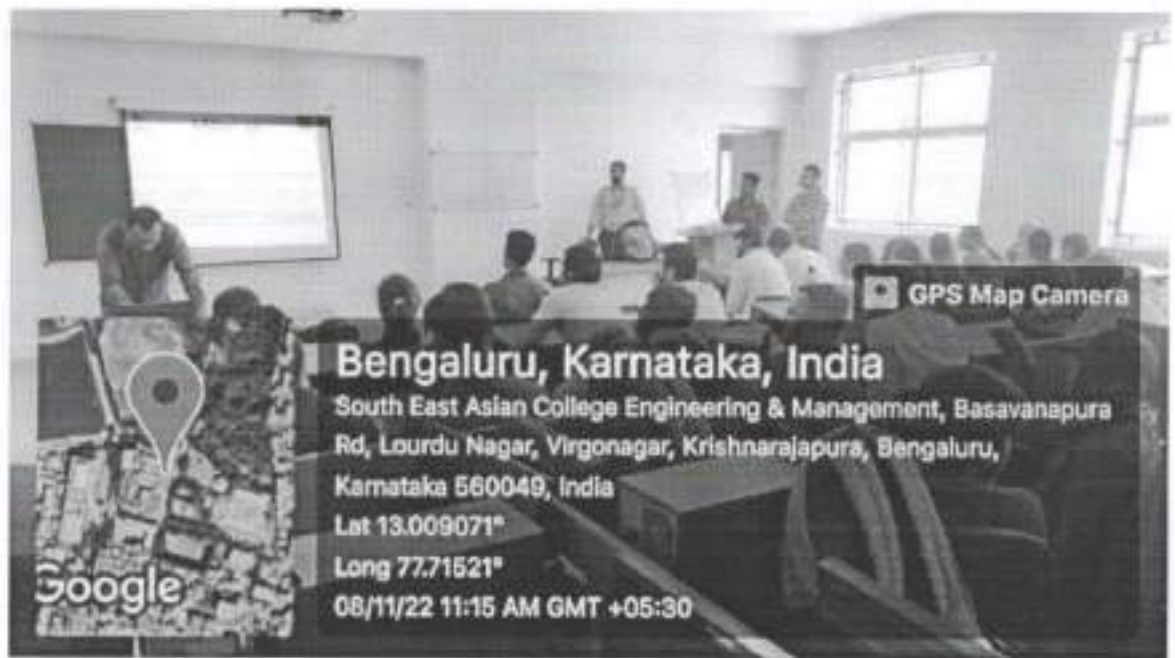 GPS Map Camera
Bengaluru, Karnataka, India
South East Asian College Engineering & Management, Basavanapura
Rd, Lourdu Nagar, Virgonagar, Krishnarajapura, Bengaluru,
Karnataka 560049, India
Lat 13.009071°
Long 77.71521°
08/11/22 11:15 AM GMT +05:30
Google